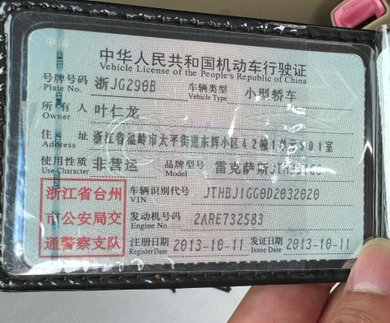 中华人民共和国机动车行驶证
Vehicle License of the People's Republic of China
号牌号码 浙JG290B 车辆类型 小型轿车
Plate No. Vehicle Type
所有人 叶仁龙
Owner
住址 浙江省温岭市太平街道东辉小区42幢1单元501室
Address
使用性质 非营运 品牌型号 雷克萨斯
Use Character Model
浙江省台州 车辆识别代号 JTHBJ1GG0D2032020
VIN
市公安局交 发动机号码 2ARE732583
Engine No.
通警察支队 注册日期 2013-10-11 发证日期 2013-10-11
Register Date Issue Date